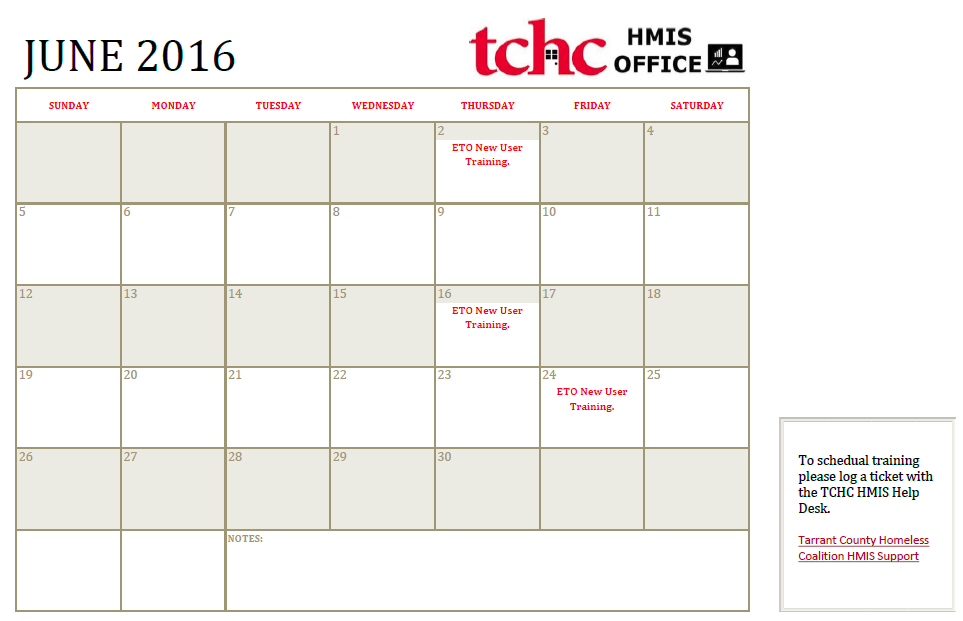 JUNE 2016
tchc HMIS
OFFICE
SUNDAY MONDAY TUESDAY WEDNESDAY THURSDAY FRIDAY SATURDAY
1 2 3 4
ETO New User
Training.
5 6 7 8 9 10 11
12 13 14 15 16 17 18
ETO New User
Training.
19 20 21 22 23 24 25
ETO New User
Training.
26 27 28 29 30
NOTES:
To schedual training
please log a ticket with
the TCHC HMIS Help
Desk.
Tarrant County Homeless
Coalition HMIS Support